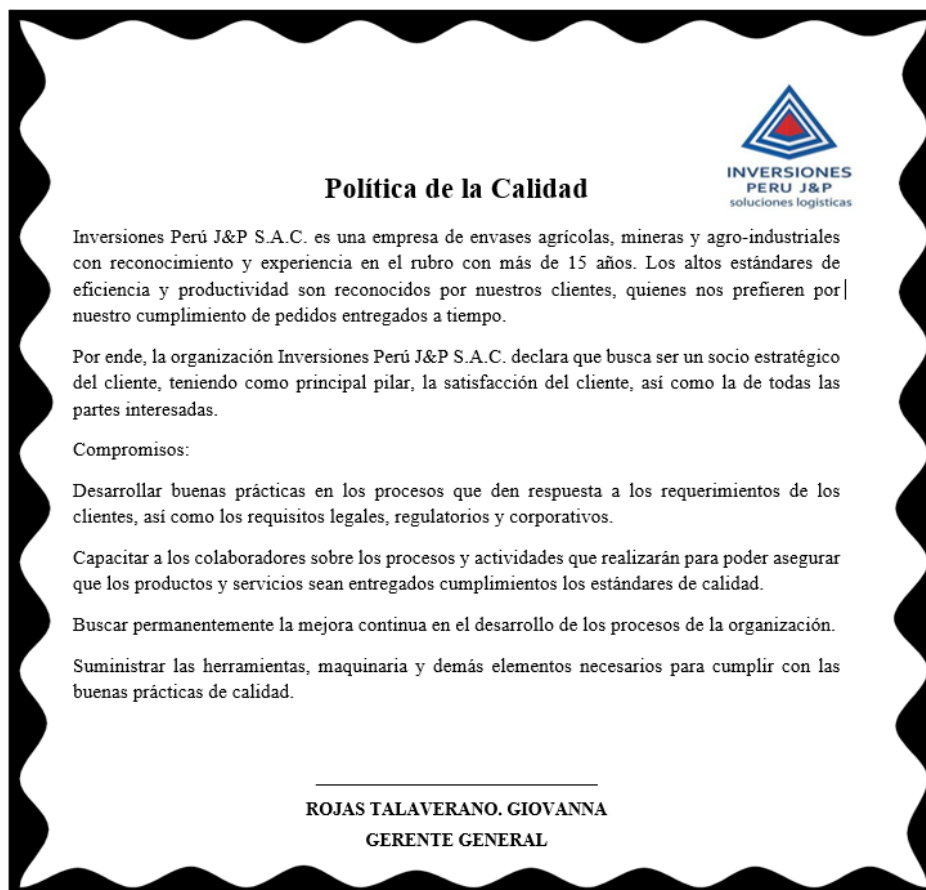 INVERSIONES
PERU J&P
soluciones logísticas
Política de la Calidad
Inversiones Perú J&P S.A.C. es una empresa de envases agrícolas, mineras y agro-industriales
con reconocimiento y experiencia en el rubro con más de 15 años. Los altos estándares de
eficiencia y productividad son reconocidos por nuestros clientes, quienes nos prefieren por
nuestro cumplimiento de pedidos entregados a tiempo.
Por ende, la organización Inversiones Perú J&P S.A.C. declara que busca ser un socio estratégico
del cliente, teniendo como principal pilar, la satisfacción del cliente, así como la de todas las
partes interesadas.
Compromisos:
Desarrollar buenas prácticas en los procesos que den respuesta a los requerimientos de los
clientes, así como los requisitos legales, regulatorios y corporativos.
Capacitar a los colaboradores sobre los procesos y actividades que realizarán para poder asegurar
que los productos y servicios sean entregados cumplimientos los estándares de calidad.
Buscar permanentemente la mejora continua en el desarrollo de los procesos de la organización.
Suministrar las herramientas, maquinaria y demás elementos necesarios para cumplir con las
buenas prácticas de calidad.
ROJAS TALAVERANO. GIOVANNA
GERENTE GENERAL